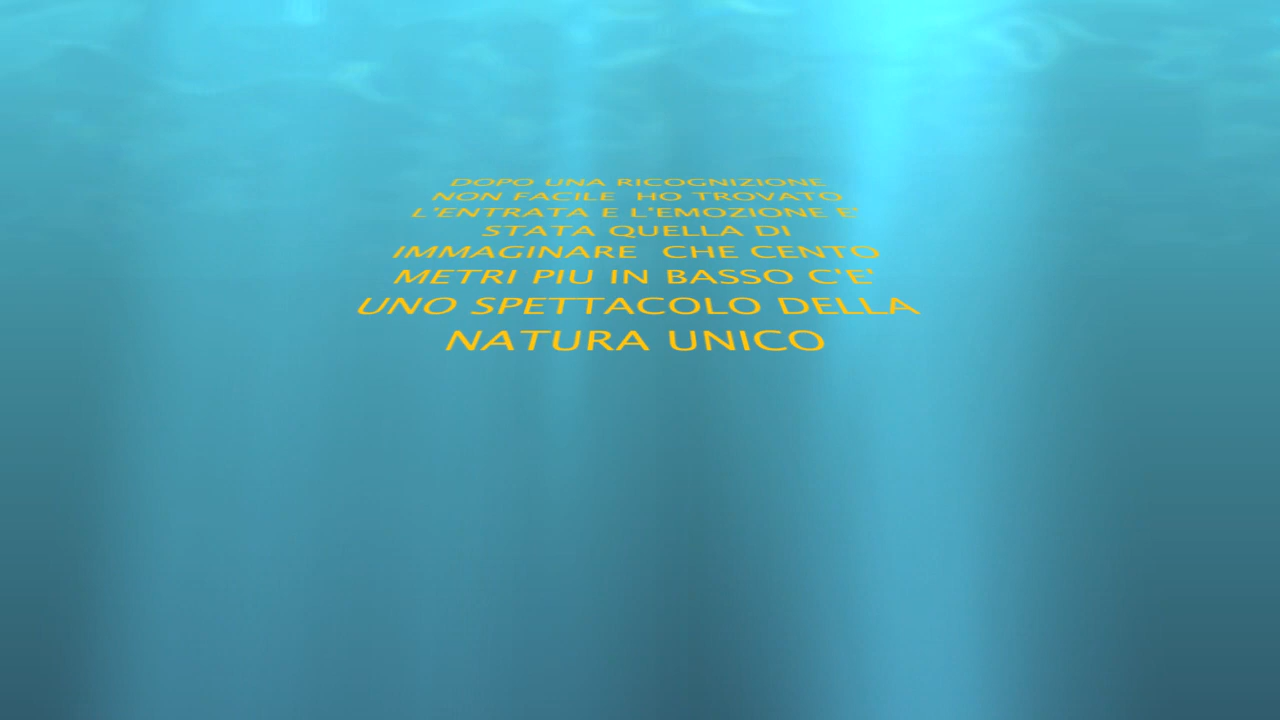 DOPO UNA RICOGNIZIONE
NON FACILE HO TROVATO
L'ENTRATA E L'EMOZIONE E'
STATA QUELLA DI
IMMAGINARE CHE CENTO
METRI PIU IN BASSO C'E'
UNO SPETTACOLO DELLA
NATURA UNICO